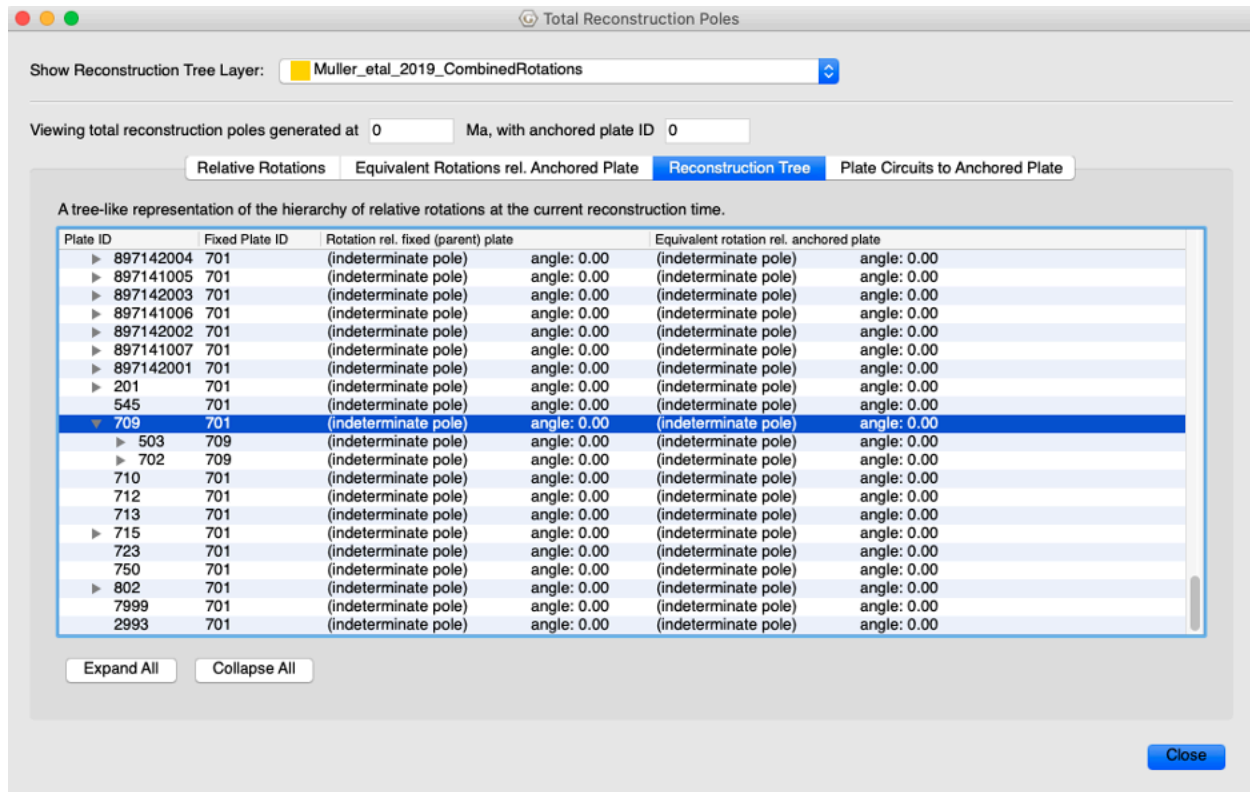 Total Reconstruction Poles
Show Reconstruction Tree Layer: Muller_etal_2019_CombinedRotations
Viewing total reconstruction poles generated at 0 Ma, with anchored plate ID 0
Relative Rotations Equivalent Rotations rel. Anchored Plate Reconstruction Tree Plate Circuits to Anchored Plate
A tree-like representation of the hierarchy of relative rotations at the current reconstruction time.
Plate ID Fixed Plate ID Rotation rel. fixed (parent) plate Equivalent rotation rel. anchored plate
897142004 701 (indeterminate pole) angle: 0.00 (indeterminate pole) angle: 0.00
897141005 701 (indeterminate pole) angle: 0.00 (indeterminate pole) angle: 0.00
897142003 701 (indeterminate pole) angle: 0.00 (indeterminate pole) angle: 0.00
897141006 701 (indeterminate pole) angle: 0.00 (indeterminate pole) angle: 0.00
897142002 701 (indeterminate pole) angle: 0.00 (indeterminate pole) angle: 0.00
897141007 701 (indeterminate pole) angle: 0.00 (indeterminate pole) angle: 0.00
897142001 701 (indeterminate pole) angle: 0.00 (indeterminate pole) angle: 0.00
201 701 (indeterminate pole) angle: 0.00 (indeterminate pole) angle: 0.00
545 701 (indeterminate pole) angle: 0.00 (indeterminate pole) angle: 0.00
709 701 (indeterminate pole) angle: 0.00 (indeterminate pole) angle: 0.00
503 709 (indeterminate pole) angle: 0.00 (indeterminate pole) angle: 0.00
702 709 (indeterminate pole) angle: 0.00 (indeterminate pole) angle: 0.00
710 701 (indeterminate pole) angle: 0.00 (indeterminate pole) angle: 0.00
712 701 (indeterminate pole) angle: 0.00 (indeterminate pole) angle: 0.00
713 701 (indeterminate pole) angle: 0.00 (indeterminate pole) angle: 0.00
715 701 (indeterminate pole) angle: 0.00 (indeterminate pole) angle: 0.00
723 701 (indeterminate pole) angle: 0.00 (indeterminate pole) angle: 0.00
750 701 (indeterminate pole) angle: 0.00 (indeterminate pole) angle: 0.00
802 701 (indeterminate pole) angle: 0.00 (indeterminate pole) angle: 0.00
7999 701 (indeterminate pole) angle: 0.00 (indeterminate pole) angle: 0.00
2993 701 (indeterminate pole) angle: 0.00 (indeterminate pole) angle: 0.00
Expand All Collapse All
Close